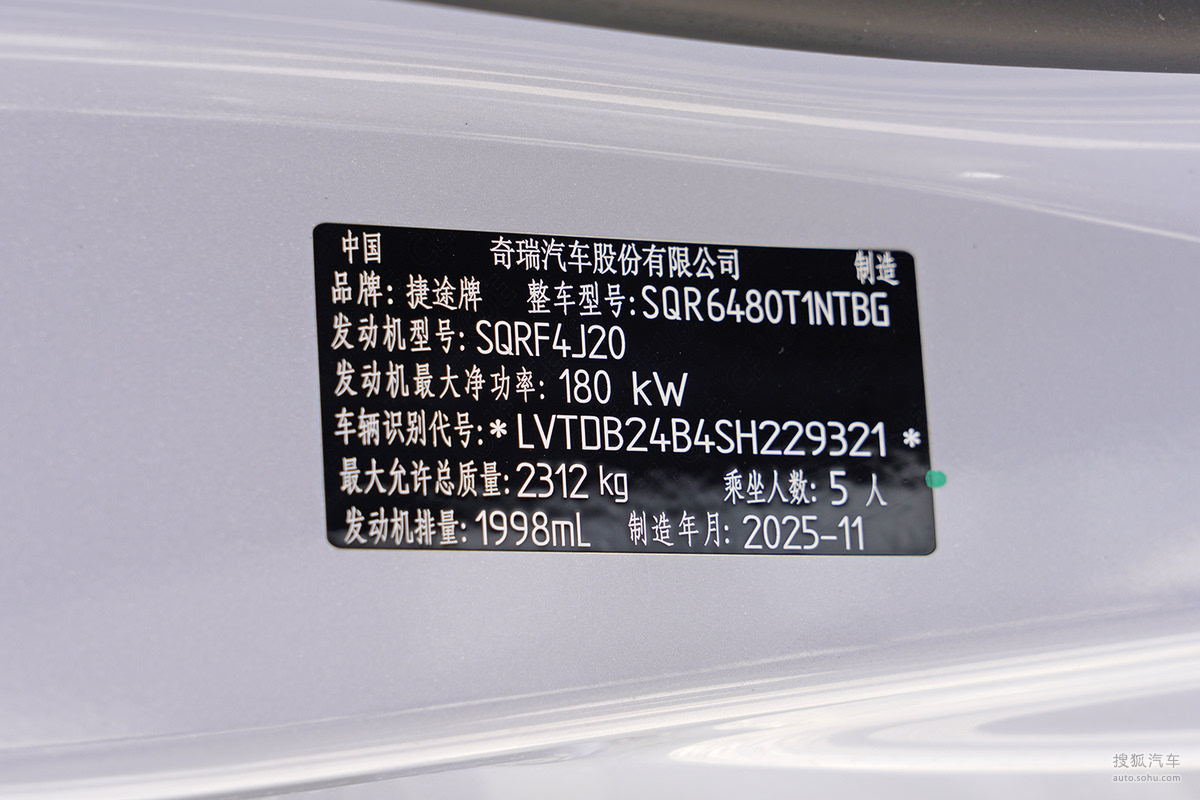 中国 奇瑞汽车股份有限公司 制造
品牌: 捷途牌 整车型号: SQR6480T1NTBG
发动机型号: SQRF4J20
发动机最大净功率: 180 kW
车辆识别代号: * LVTDB24B4SH229321 *
最大允许总质量: 2312 kg 乘坐人数: 5 人
发动机排量: 1998mL 制造年月: 2025-11
搜狐汽车
auto.sohu.com